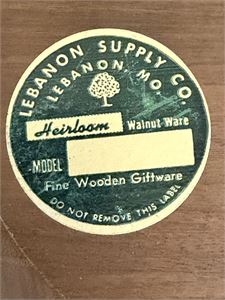 LEBANON SUPPLY CO.
LEBANON, MO.
Heirloom Walnut Ware
MODEL
Fine Wooden Giftware
DO NOT REMOVE THIS LABEL